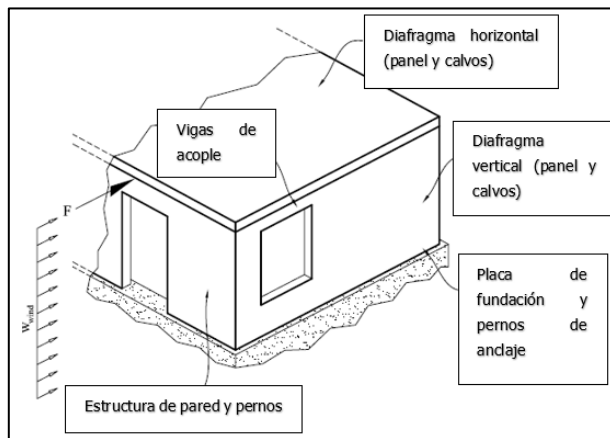 Diafragma horizontal
(panel y calvos)
Vigas de
acople
Diafragma
vertical (panel y
calvos)
F
W wind
Placa de
fundación y
pernos de
anclaje
Estructura de pared y pernos